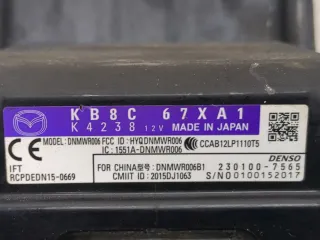 KB8C 67XA1
K4238 12V MADE IN JAPAN
MODEL: DNMWR006 FCC ID : HYQDNMWR006
IC : 1551A-DNMWR006
CCAB12LP1110T5
DENSO
IFT
RCPDEDN15-0669
FOR CHINA型号: DNMWR006B1
CMIIT ID : 2015DJ1063
230100-7565
S/NO0100152017